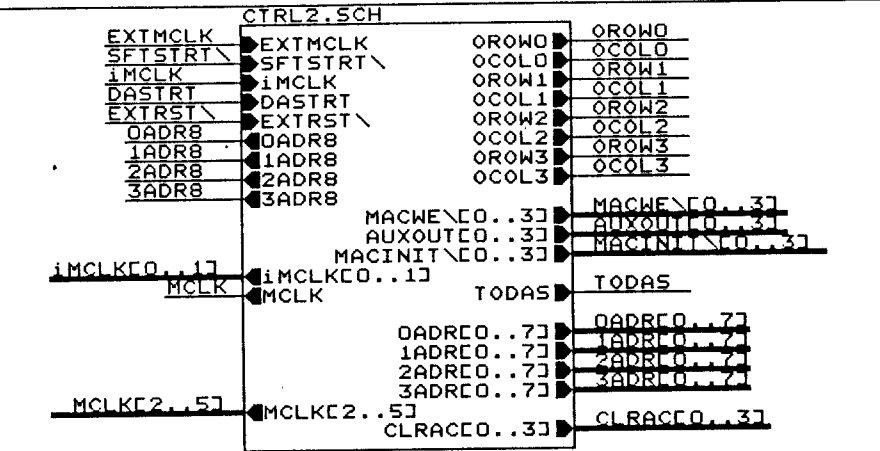 CTRL2.SCH
EXTMCLK EXTMCLK OROW0 OROW0
SFTSTRT\ SFTSTRT\ OCOL0 OCOL0
iMCLK iMCLK OROW1 OROW1
DASTRT DASTRT OCOL1 OCOL1
EXTRST\ EXTRST\ OROW2 OROW2
0ADR8 0ADR8 OCOL2 OCOL2
1ADR8 1ADR8 OROW3 OROW3
2ADR8 2ADR8 OCOL3 OCOL3
3ADR8 3ADR8
MACWE\[0..3] MACWE\[0..3]
AUXOUT[0..3] AUXOUT[0..3]
MACINIT\[0..3] MACINIT\[0..3]
iMCLK[0..1] iMCLK[0..1]
MCLK MCLK TODAS TODAS
0ADR[0..7] 0ADR[0..7]
1ADR[0..7] 1ADR[0..7]
2ADR[0..7] 2ADR[0..7]
3ADR[0..7] 3ADR[0..7]
MCLK[2..5] MCLK[2..5]
CLRAC[0..3] CLRAC[0..3]